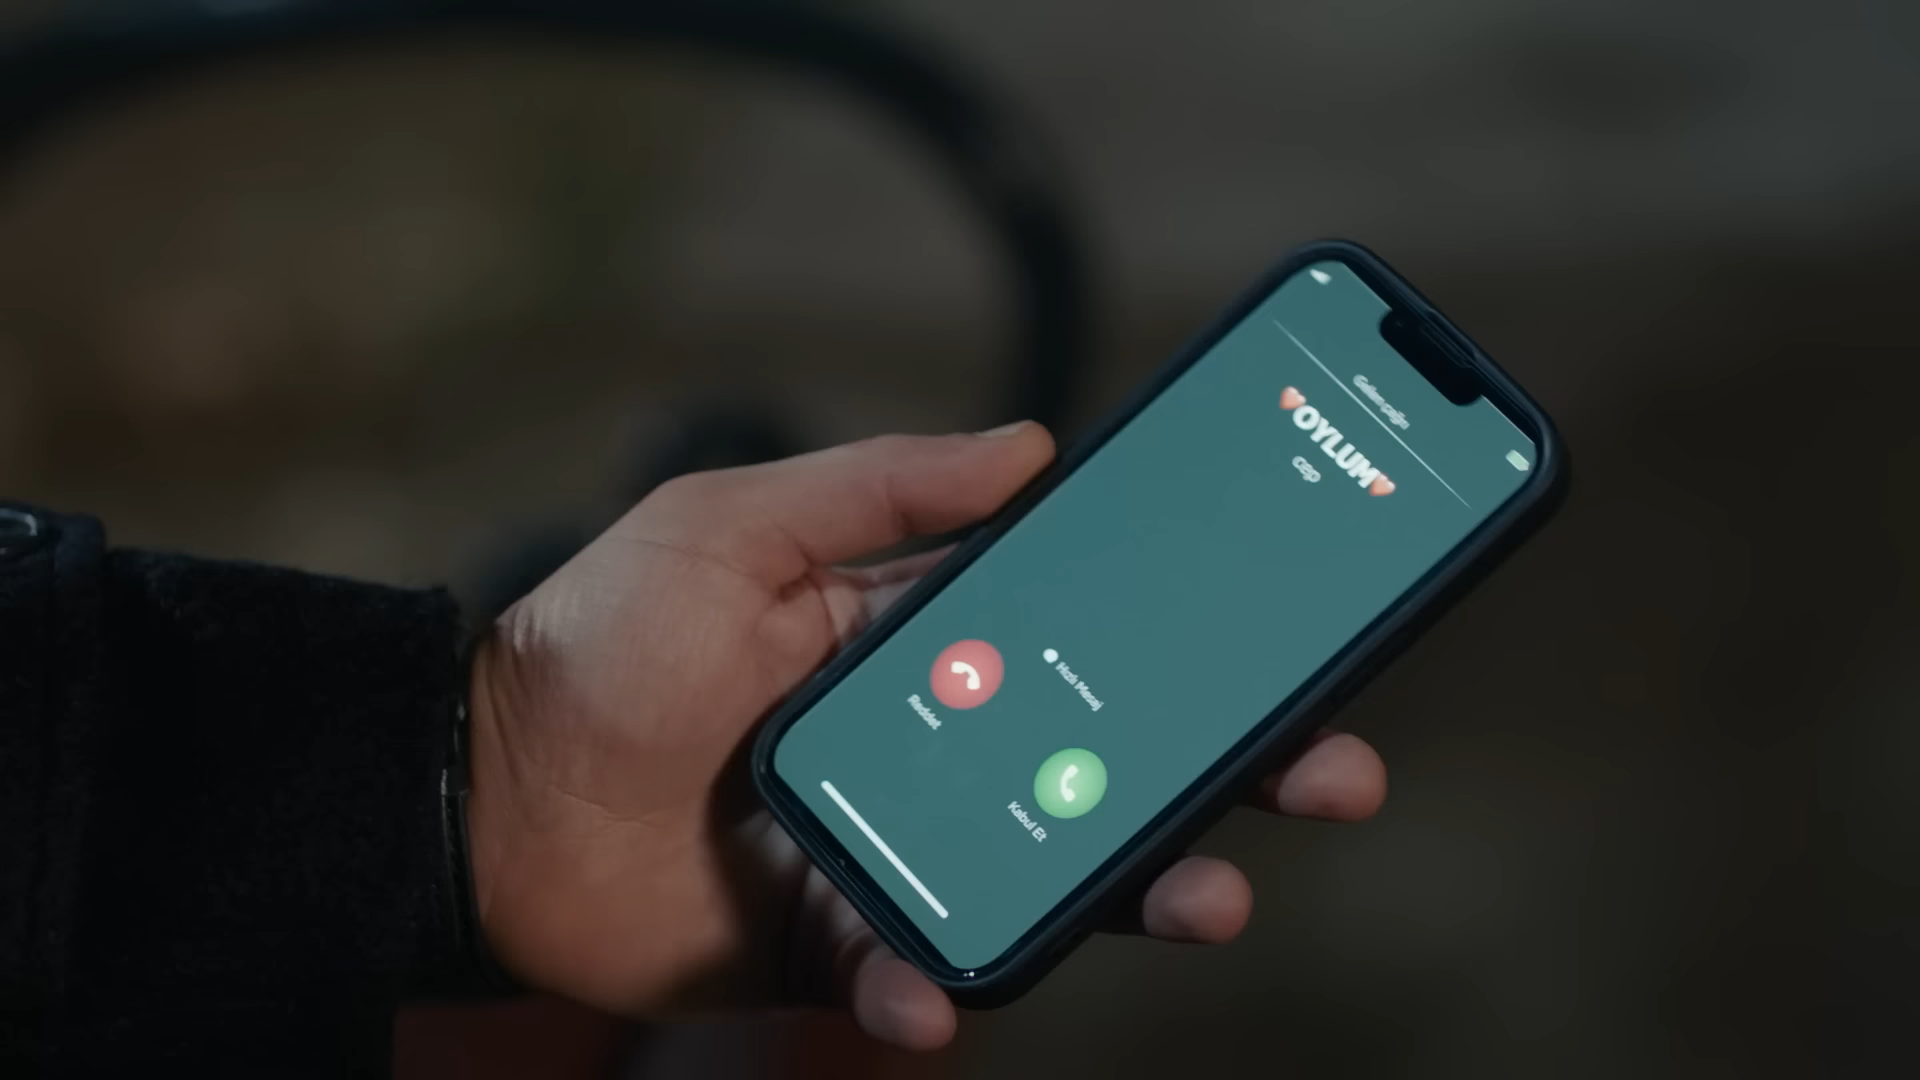 Gelen çağrı
❤OYLUM❤
cep
Hızlı Mesaj
Reddet
Kabul Et